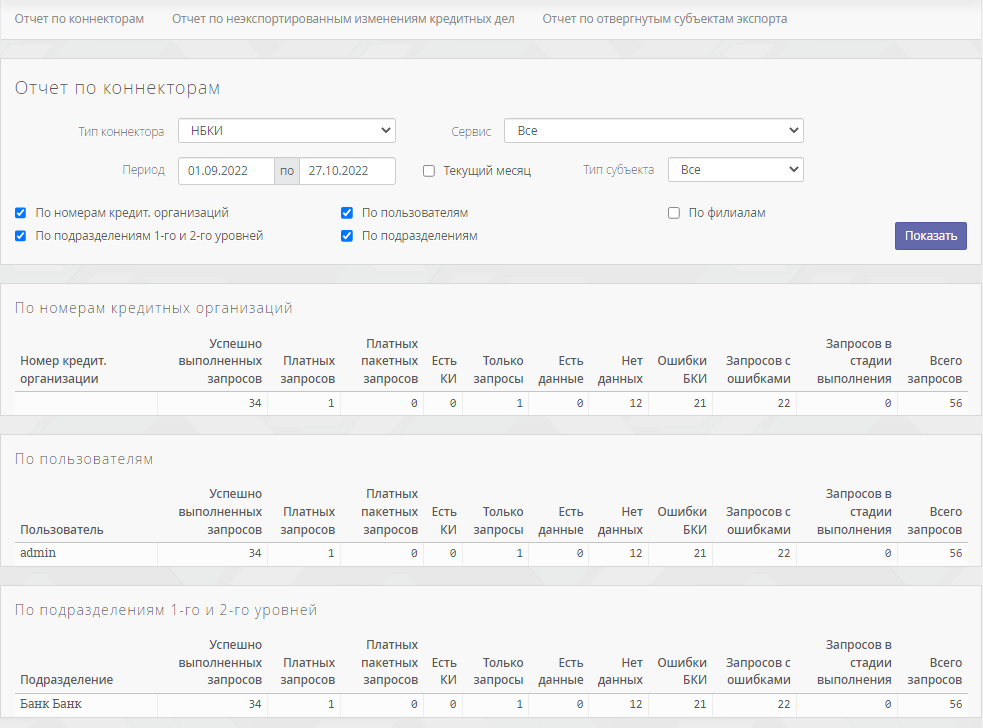 Отчет по коннекторам Отчет по неэкспортированным изменениям кредитных дел Отчет по отвергнутым субъектам экспорта
Отчет по коннекторам
Тип коннектора НБКИ Сервис Все
Период 01.09.2022 по 27.10.2022 Текущий месяц Тип субъекта Все
По номерам кредит. организаций По пользователям По филиалам
По подразделениям 1-го и 2-го уровней По подразделениям
Показать
По номерам кредитных организаций
Успешно Платных Запросов в
выполненных Платных пакетных Есть Только Есть Нет Ошибки Запросов с стадии Всего
Номер кредит.
организации запросов запросов запросов КИ запросы данные данных БКИ ошибками выполнения запросов
34 1 0 0 1 0 12 21 22 0 56
По пользователям
Успешно Платных Запросов в
выполненных Платных пакетных Есть Только Есть Нет Ошибки Запросов с стадии Всего
Пользователь запросов запросов запросов КИ запросы данные данных БКИ ошибками выполнения запросов
admin 34 1 0 0 1 0 12 21 22 0 56
По подразделениям 1-го и 2-го уровней
Успешно Платных Запросов в
выполненных Платных пакетных Есть Только Есть Нет Ошибки Запросов с стадии Всего
Подразделение запросов запросов запросов КИ запросы данные данных БКИ ошибками выполнения запросов
Банк Банк 34 1 0 0 1 0 12 21 22 0 56